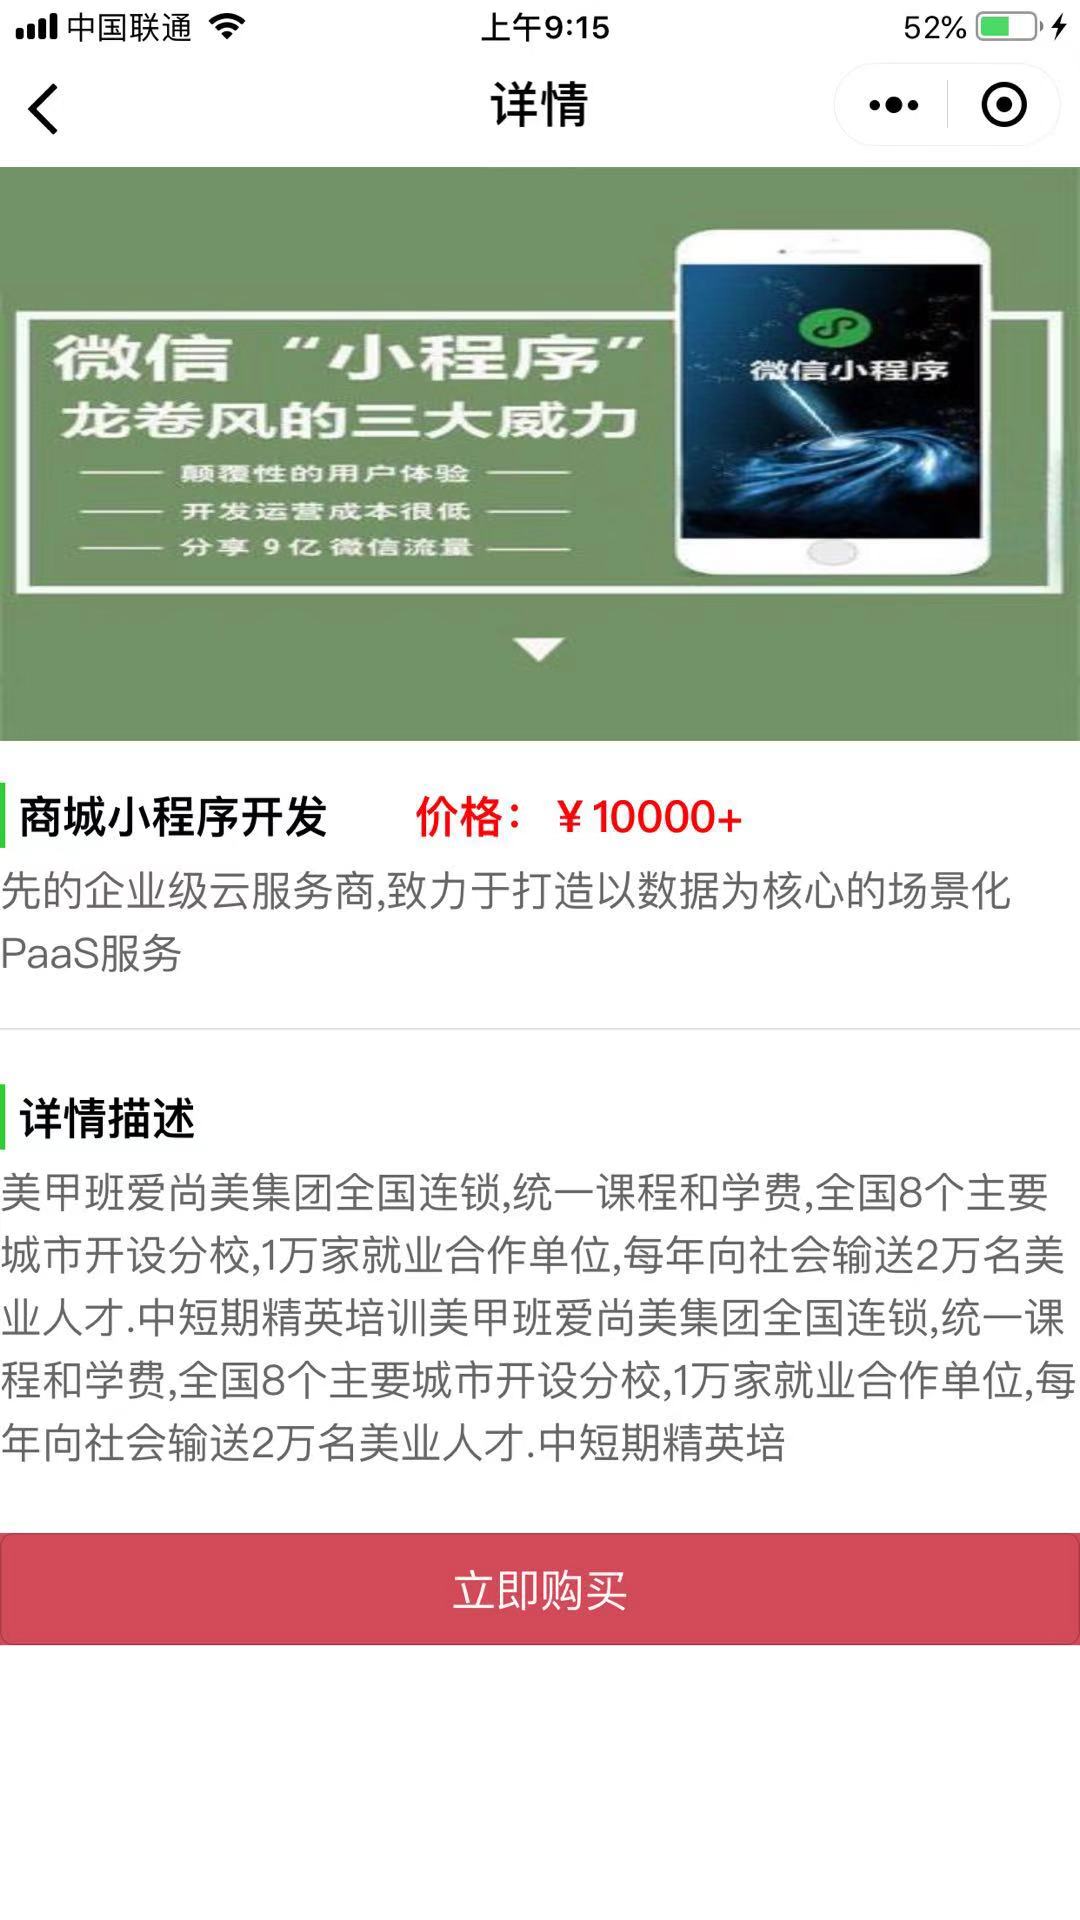 中国联通 上午9:15 52%
详情
微信“小程序”
龙卷风的三大威力
颠覆性的用户体验
开发运营成本很低
分享 9 亿 微信流量
微信小程序
商城小程序开发 价格：￥10000+
先的企业级云服务商,致力于打造以数据为核心的场景化
PaaS服务
详情描述
美甲班爱尚美集团全国连锁,统一课程和学费,全国8个主要
城市开设分校,1万家就业合作单位,每年向社会输送2万名美
业人才.中短期精英培训美甲班爱尚美集团全国连锁,统一课
程和学费,全国8个主要城市开设分校,1万家就业合作单位,每
年向社会输送2万名美业人才.中短期精英培
立即购买